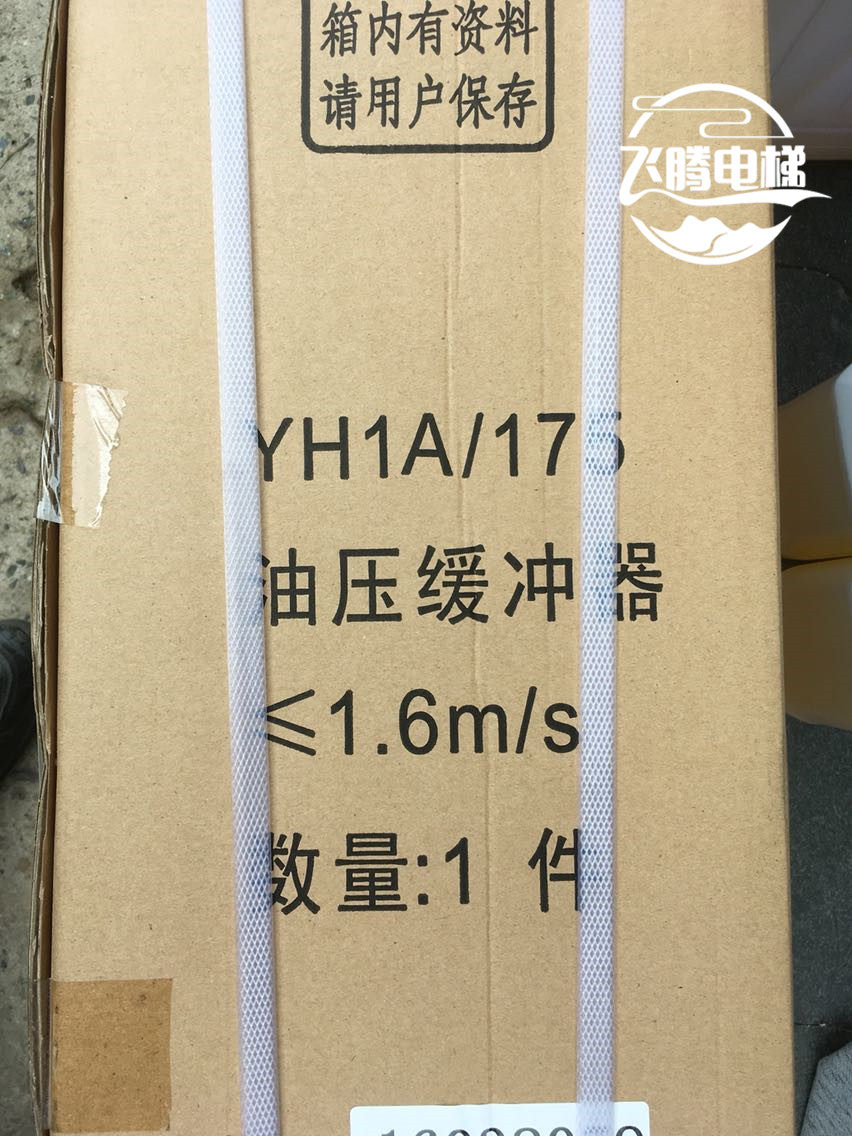 箱内有资料
请用户保存
飞腾电梯
YH1A/175
油压缓冲器
≤1.6m/s
数量:1 件